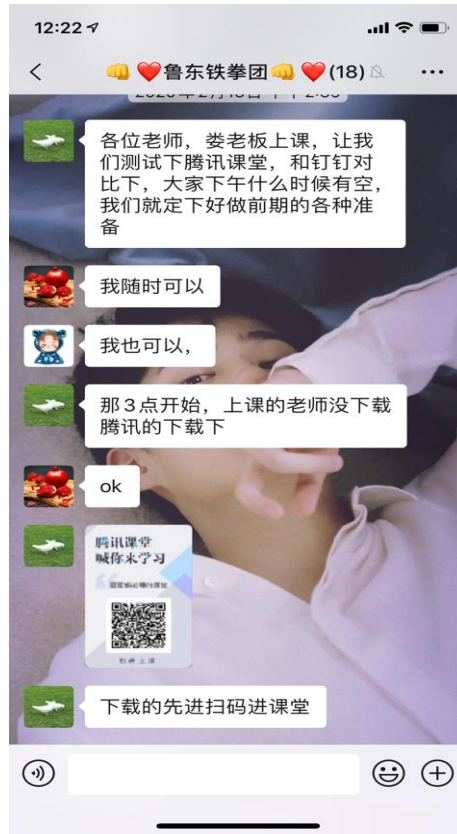 12:22
👊❤️鲁东铁拳团👊❤️(18)
各位老师，娄老板上课，让我
们测试下腾讯课堂，和钉钉对
比下，大家下午什么时候有空，
我们就定下好做前期的各种准
备
我随时可以
我也可以，
那3点开始，上课的老师没下载
腾讯的下载下
ok
腾讯课堂
喊你来学习
扫码上课
下载的先进扫码进课堂